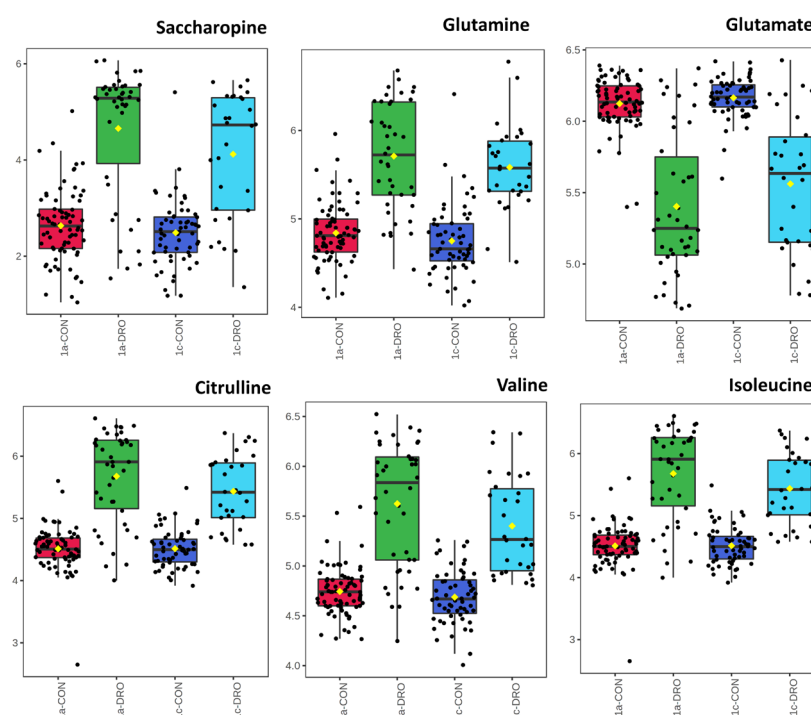 Saccharopine
Glutamine
Glutamate
6
4
2
6
5
4
6.5
6.0
5.5
5.0
1a-CON
1a-DRO
1c-CON
1c-DRO
1a-CON
1a-DRO
1c-CON
1c-DRO
1a-CON
1a-DRO
1c-CON
1c-DRO
Citrulline
Valine
Isoleucine
6
5
4
3
6.5
6.0
5.5
5.0
4.5
4.0
6
5
4
3
a-CON
a-DRO
c-CON
c-DRO
a-CON
a-DRO
c-CON
c-DRO
1a-CON
1a-DRO
1c-CON
1c-DRO